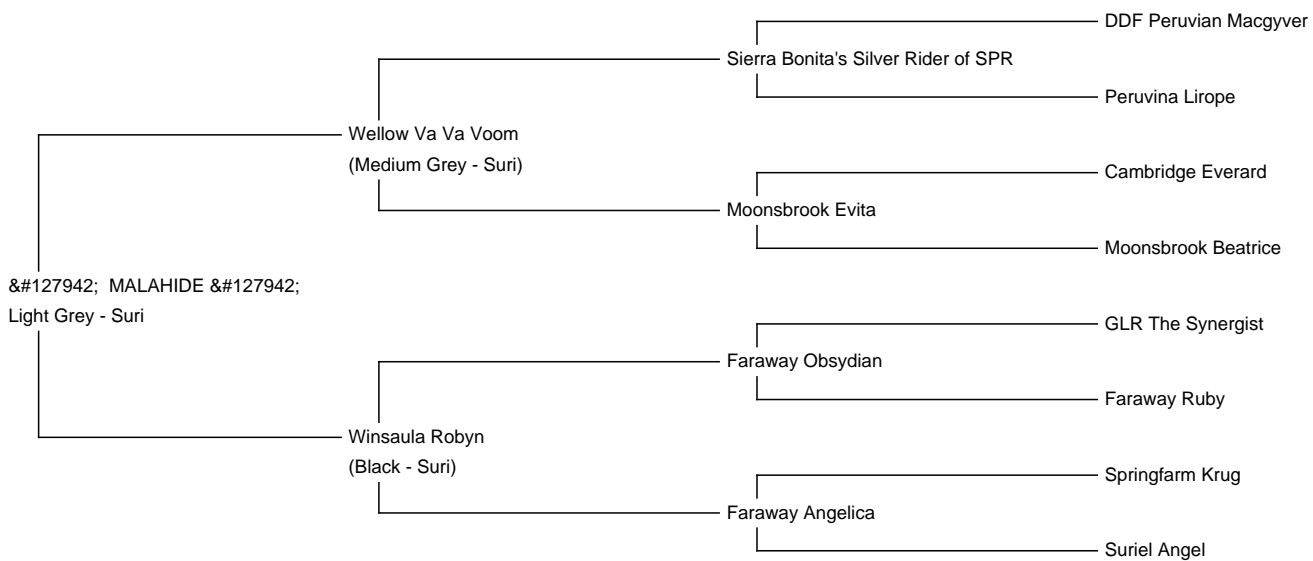 DDF Peruvian Macgyver
Sierra Bonita's Silver Rider of SPR
Peruvina Lirope
Wellow Va Va Voom
(Medium Grey - Suri)
Cambridge Everard
Moonsbrook Evita
Moonsbrook Beatrice
&#127942;  MALAHIDE &#127942;
Light Grey - Suri
GLR The Synergist
Faraway Obsydian
Faraway Ruby
Winsaula Robyn
(Black - Suri)
Springfarm Krug
Faraway Angelica
Suriel Angel